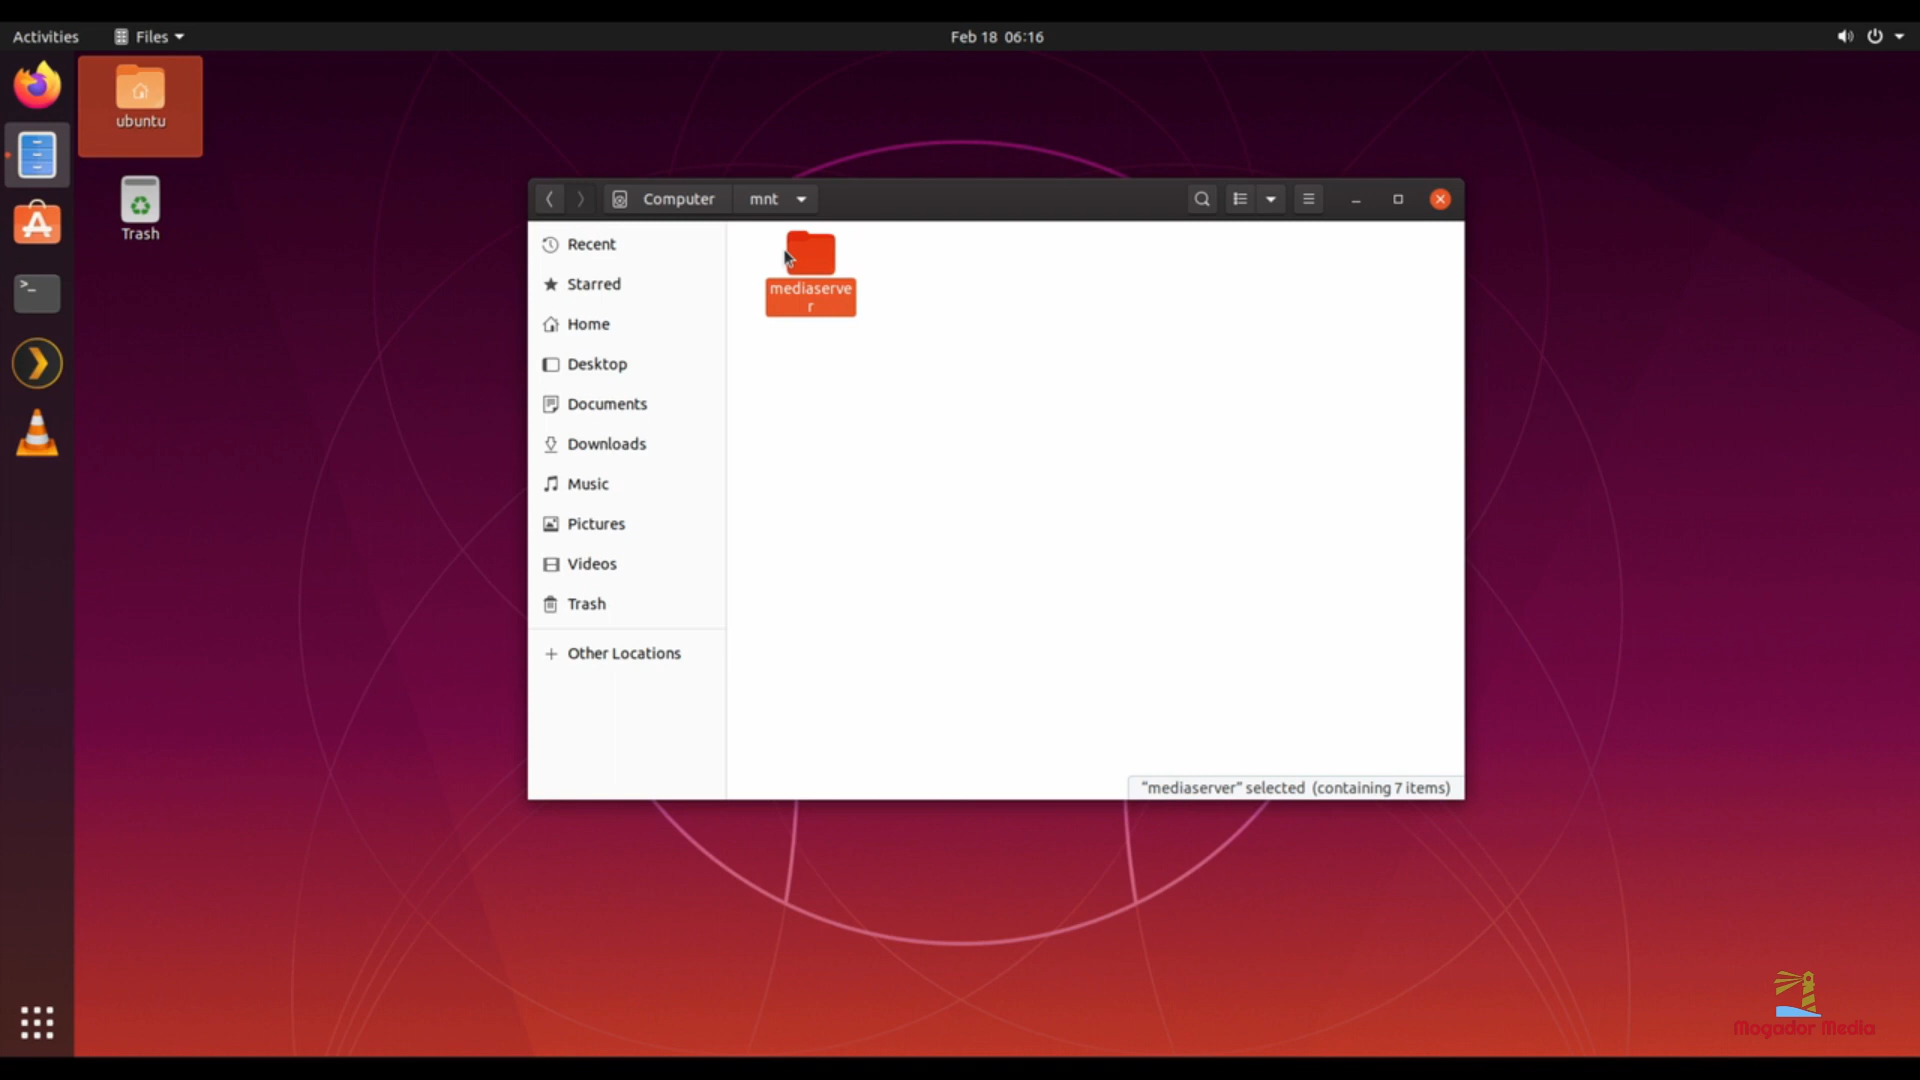 Activities
Files
Feb 18 06:16
ubuntu
Trash
Computer
mnt
Recent
Starred
Home
Desktop
Documents
Downloads
Music
Pictures
Videos
Trash
Other Locations
mediaserve
r
"mediaserver" selected (containing 7 items)
Mogador Media